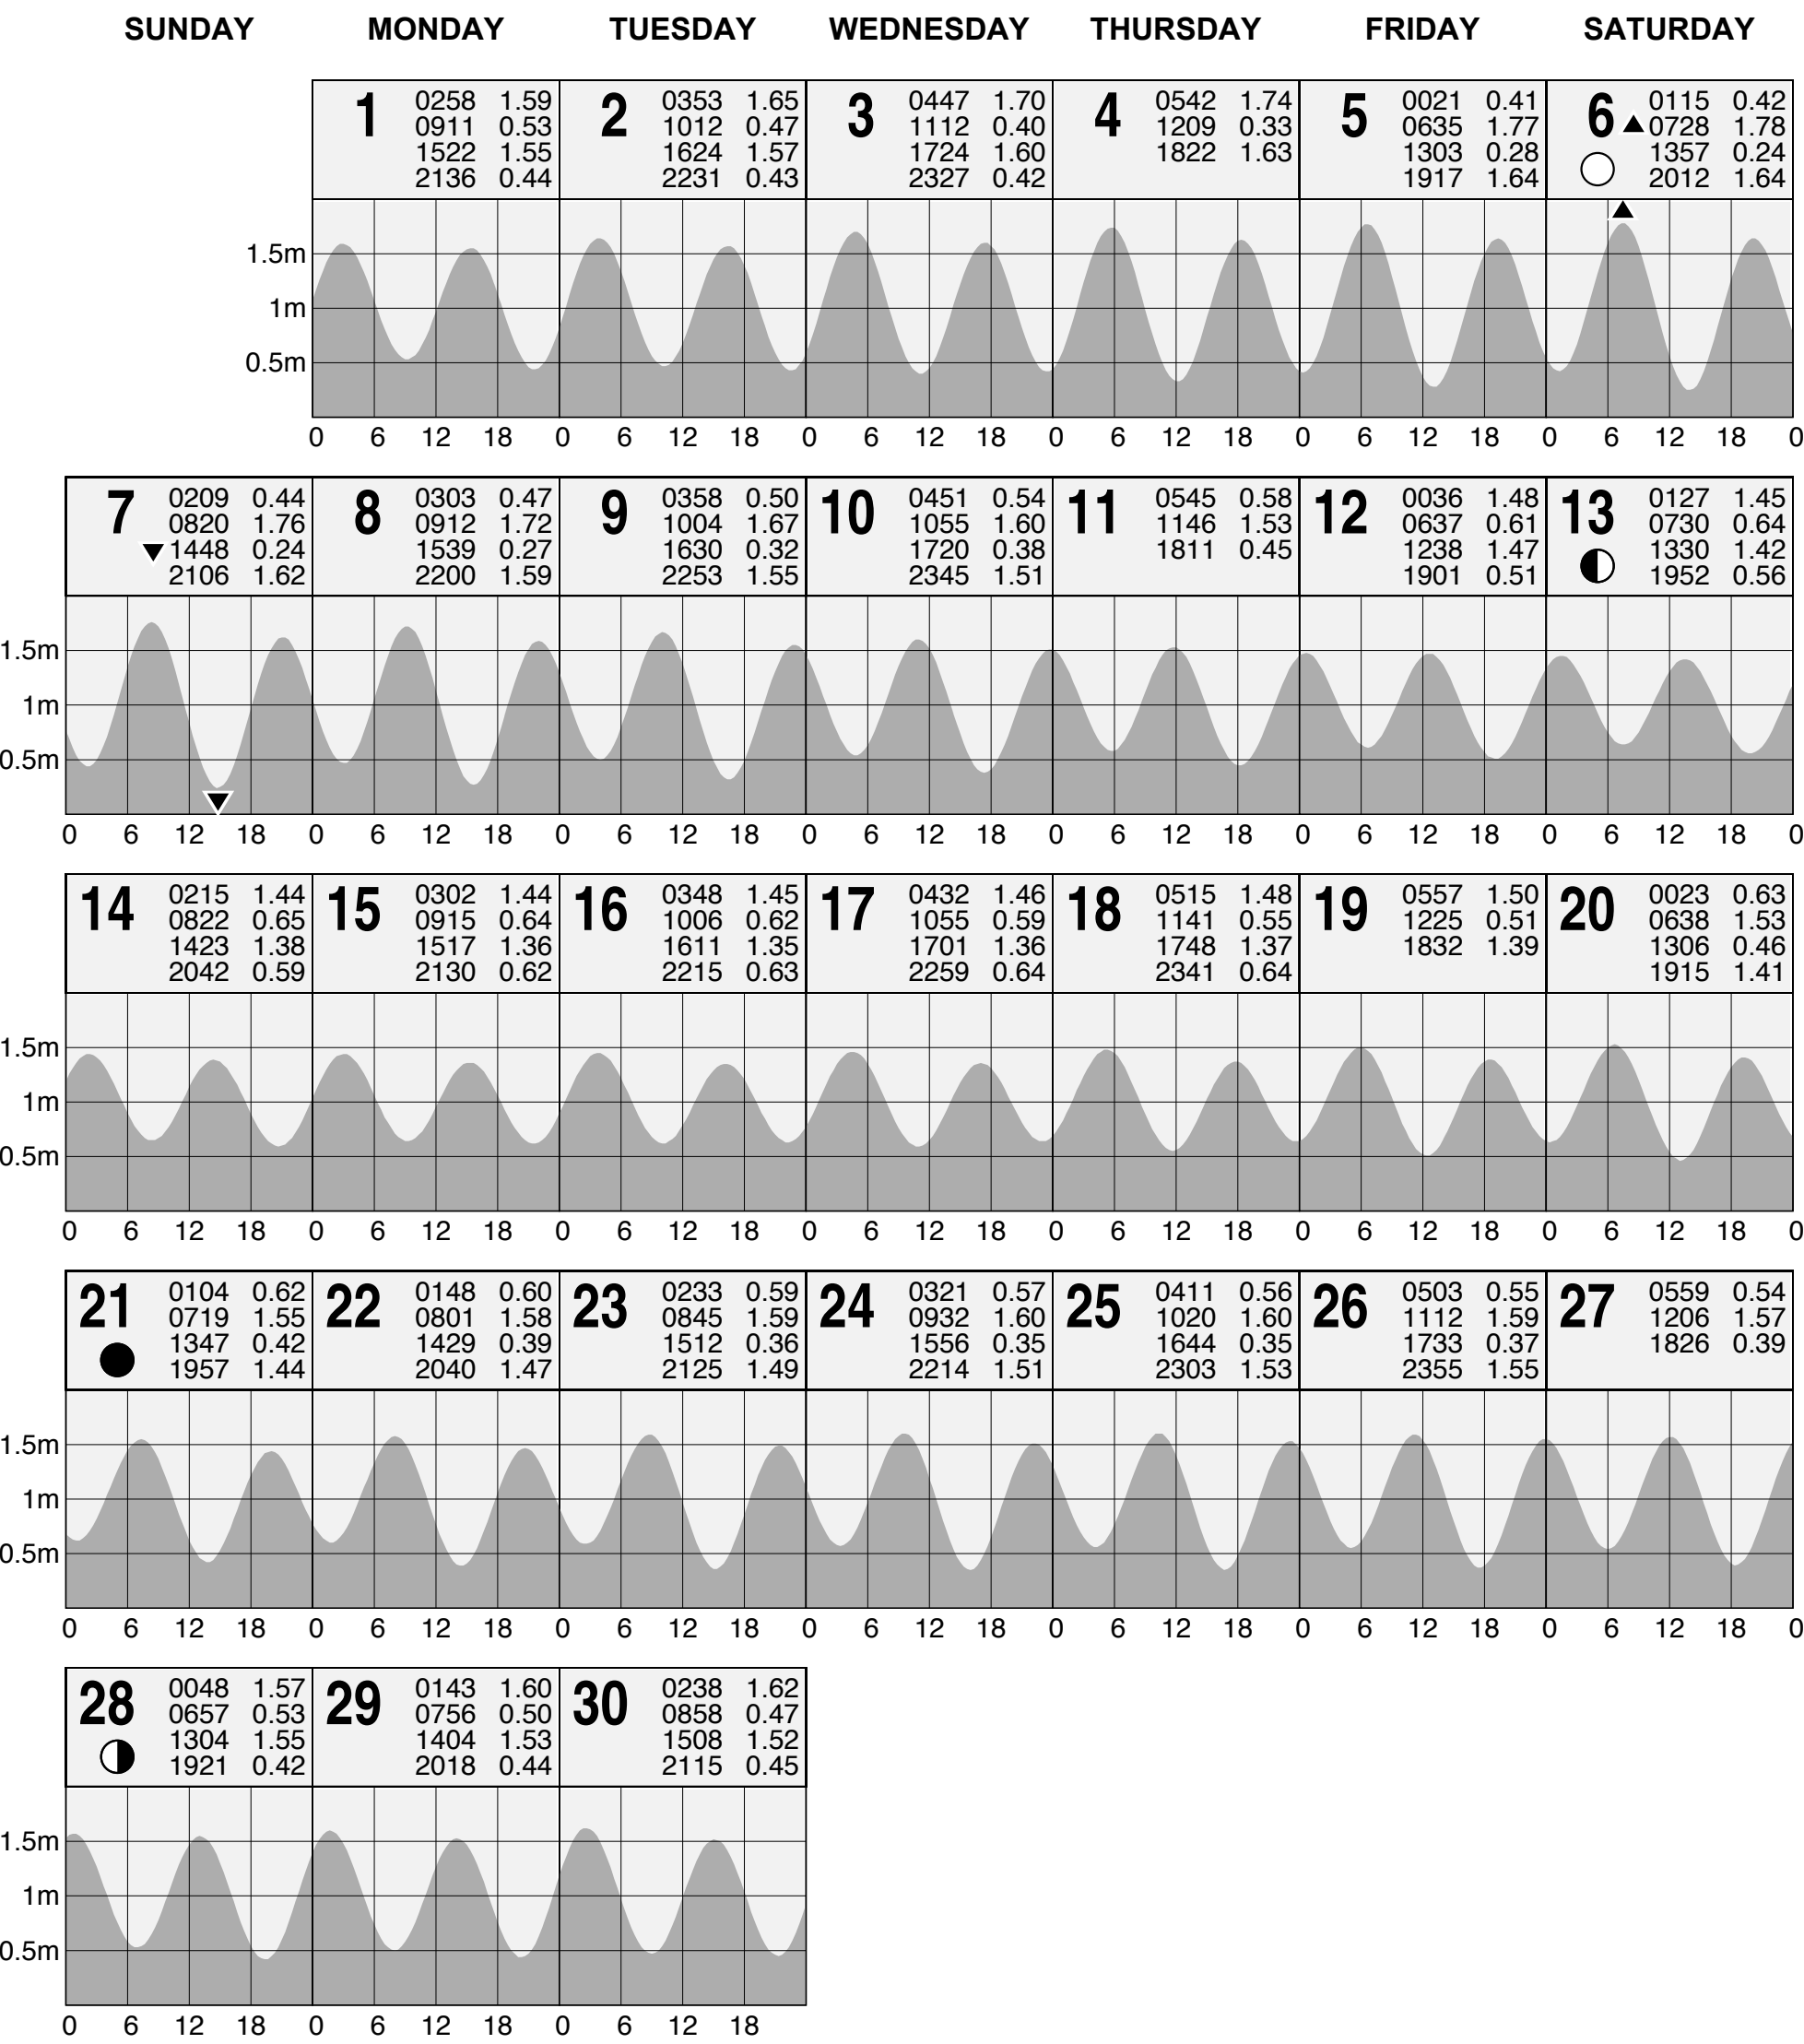 SUNDAY MONDAY TUESDAY WEDNESDAY THURSDAY FRIDAY SATURDAY
1 0258 1.59
0911 0.53
1522 1.55
2136 0.44
2 0353 1.65
1012 0.47
1624 1.57
2231 0.43
3 0447 1.70
1112 0.40
1724 1.60
2327 0.42
4 0542 1.74
1209 0.33
1822 1.63
5 0021 0.41
0635 1.77
1303 0.28
1917 1.64
6 0115 0.42
0728 1.78
1357 0.24
2012 1.64
1.5m
1m
0.5m
0 6 12 18 0 6 12 18 0 6 12 18 0 6 12 18 0 6 12 18 0 6 12 18 0
7 0209 0.44
0820 1.76
1448 0.24
2106 1.62
8 0303 0.47
0912 1.72
1539 0.27
2200 1.59
9 0358 0.50
1004 1.67
1630 0.32
2253 1.55
10 0451 0.54
1055 1.60
1720 0.38
2345 1.51
11 0545 0.58
1146 1.53
1811 0.45
12 0036 1.48
0637 0.61
1238 1.47
1901 0.51
13 0127 1.45
0730 0.64
1330 1.42
1952 0.56
1.5m
1m
0.5m
0 6 12 18 0 6 12 18 0 6 12 18 0 6 12 18 0 6 12 18 0 6 12 18 0 6 12 18 0
14 0215 1.44
0822 0.65
1423 1.38
2042 0.59
15 0302 1.44
0915 0.64
1517 1.36
2130 0.62
16 0348 1.45
1006 0.62
1611 1.35
2215 0.63
17 0432 1.46
1055 0.59
1701 1.36
2259 0.64
18 0515 1.48
1141 0.55
1748 1.37
2341 0.64
19 0557 1.50
1225 0.51
1832 1.39
20 0023 0.63
0638 1.53
1306 0.46
1915 1.41
1.5m
1m
0.5m
0 6 12 18 0 6 12 18 0 6 12 18 0 6 12 18 0 6 12 18 0 6 12 18 0 6 12 18 0
21 0104 0.62
0719 1.55
1347 0.42
1957 1.44
22 0148 0.60
0801 1.58
1429 0.39
2040 1.47
23 0233 0.59
0845 1.59
1512 0.36
2125 1.49
24 0321 0.57
0932 1.60
1556 0.35
2214 1.51
25 0411 0.56
1020 1.60
1644 0.35
2303 1.53
26 0503 0.55
1112 1.59
1733 0.37
2355 1.55
27 0559 0.54
1206 1.57
1826 0.39
1.5m
1m
0.5m
0 6 12 18 0 6 12 18 0 6 12 18 0 6 12 18 0 6 12 18 0 6 12 18 0 6 12 18 0
28 0048 1.57
0657 0.53
1304 1.55
1921 0.42
29 0143 1.60
0756 0.50
1404 1.53
2018 0.44
30 0238 1.62
0858 0.47
1508 1.52
2115 0.45
1.5m
1m
0.5m
0 6 12 18 0 6 12 18 0 6 12 18